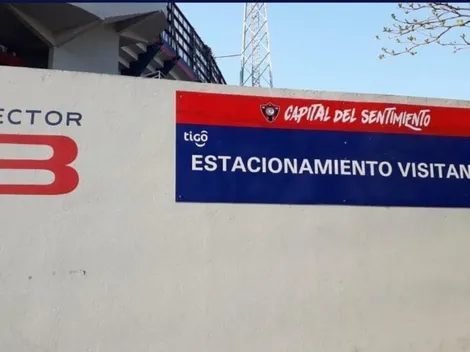 ECTOR
B
CAPITAL DEL SENTIMIENTO
tigo
ESTACIONAMIENTO VISITAN